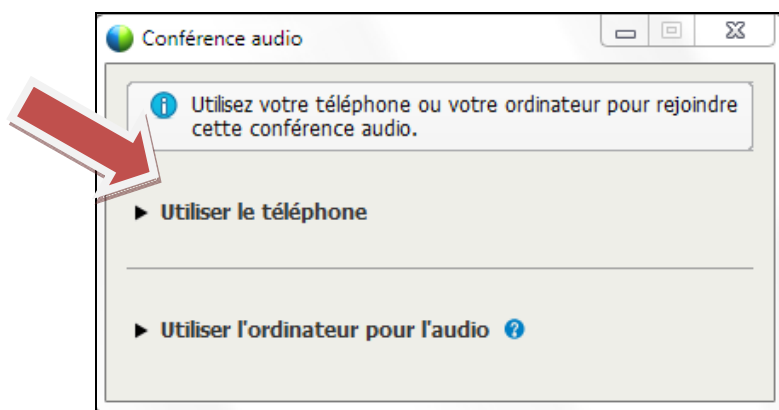 Conférence audio
Utilisez votre téléphone ou votre ordinateur pour rejoindre
cette conférence audio.
Utiliser le téléphone
Utiliser l'ordinateur pour l'audio